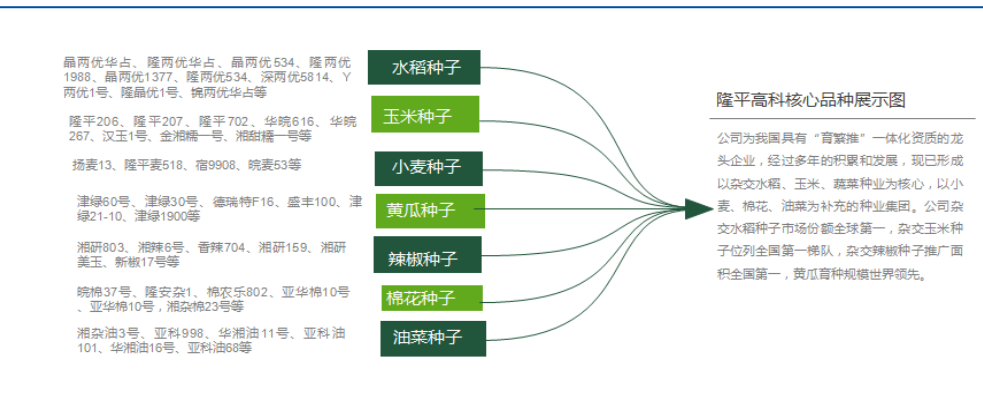 晶两优华占、隆两优华占、晶两优534、隆两优
1988、晶两优1377、隆两优534、深两优5814、Y
两优1号、隆晶优1号、锦两优华占等
水稻种子
隆平206、隆平207、隆平702、华皖616、华皖
267、汉玉1号、金湘糯一号、湘甜糯一号等
玉米种子
扬麦13、隆平麦518、宿9908、皖麦53等
小麦种子
津绿60号、津绿30号、德瑞特F16、盛丰100、津
绿21-10、津绿1900等
黄瓜种子
湘研803、湘辣6号、香辣704、湘研159、湘研
美玉、新椒17号等
辣椒种子
皖棉37号、隆安杂1、棉农乐802、亚华棉10号
、亚华棉10号，湘杂棉23号等
棉花种子
湘杂油3号、亚科998、华湘油11号、亚科油
101、华湘油16号、亚科油68等
油菜种子
隆平高科核心品种展示图
公司为我国具有“育繁推”一体化资质的龙
头企业，经过多年的积累和发展，现已形成
以杂交水稻、玉米、蔬菜种业为核心，以小
麦、棉花、油菜为补充的种业集团。公司杂
交水稻种子市场份额全球第一，杂交玉米种
子位列全国第一梯队，杂交辣椒种子推广面
积全国第一，黄瓜育种规模世界领先。